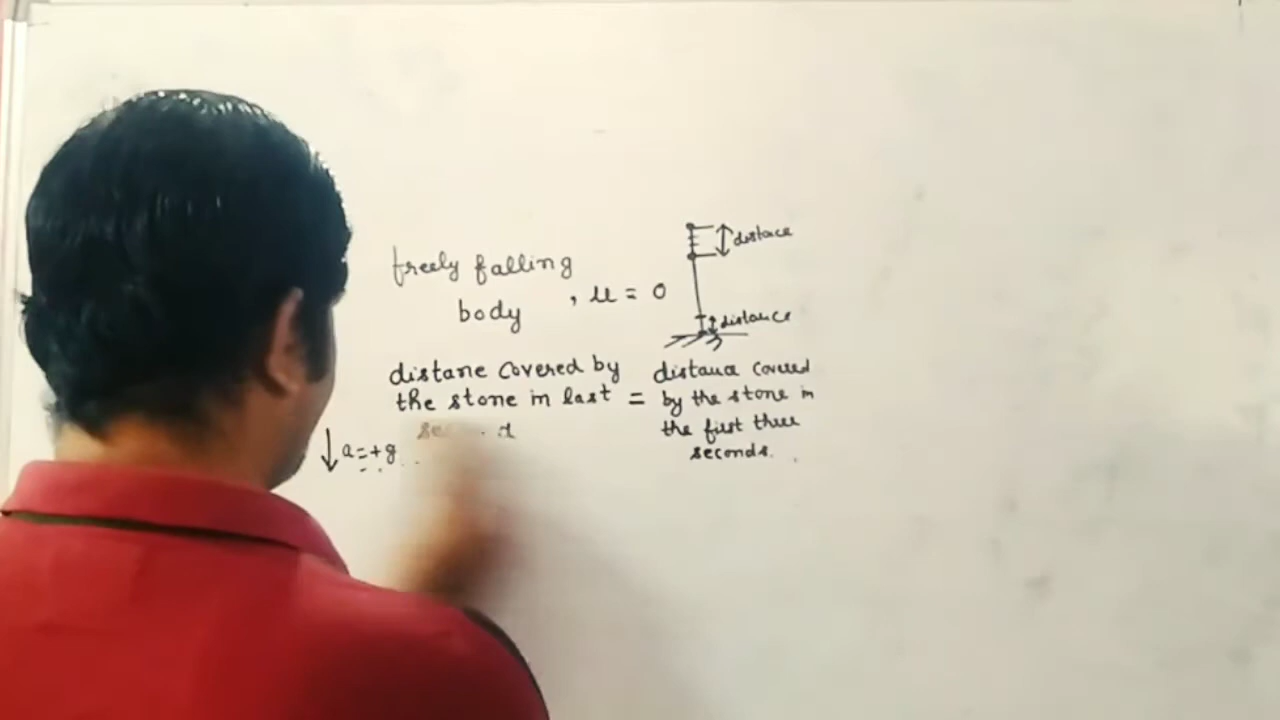 freely falling
body , u = 0
distace
distance
distane covered by
the stone in last =
distance covered
by the stone in
the first three
seconds.
↓ a = +g